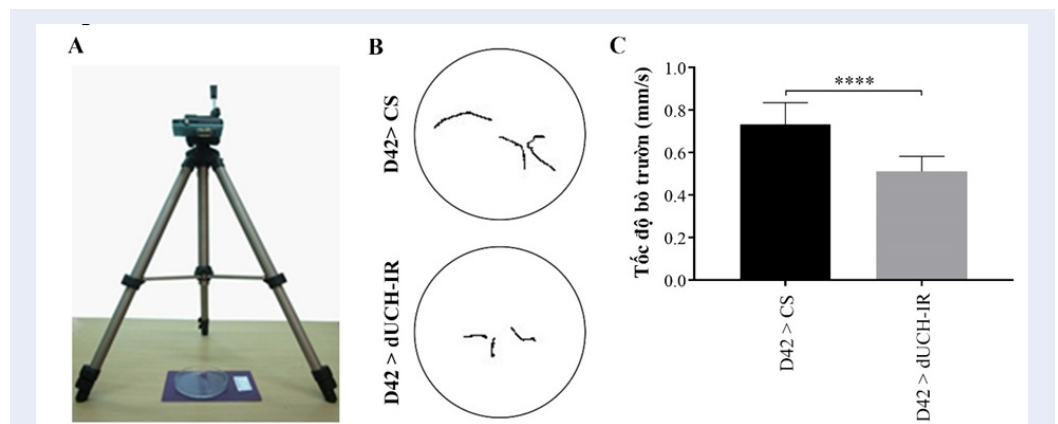 A
B
D42> CS
D42 > dUCH-IR
C
Tốc độ bò trườn (mm/s)
1.0
0.8
0.6
0.4
0.2
0.0
****
D42 > CS
D42 > dUCH-IR